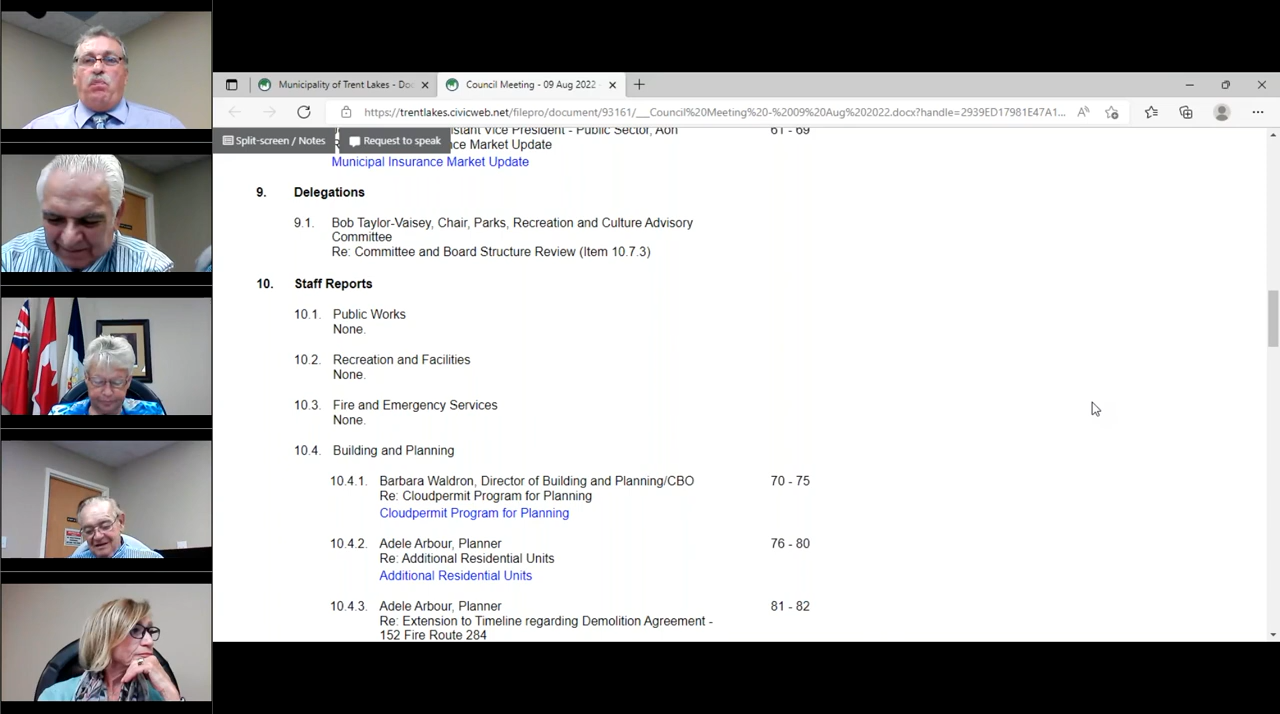 Municipality of Trent Lakes - Doc
Council Meeting - 09 Aug 2022
https://trentlakes.civicweb.net/filepro/document/93161/__Council%20Meeting%20-%2009%20Aug%202022.docx?handle=2939ED17981E47A1...
istant Vice President - Public Sector, Aon 61 - 69
Split-screen / Notes
Request to speak
ce Market Update
Municipal Insurance Market Update
9. Delegations
9.1. Bob Taylor-Vaisey, Chair, Parks, Recreation and Culture Advisory
Committee
Re: Committee and Board Structure Review (Item 10.7.3)
10. Staff Reports
10.1. Public Works
None.
10.2. Recreation and Facilities
None.
10.3. Fire and Emergency Services
None.
10.4. Building and Planning
10.4.1. Barbara Waldron, Director of Building and Planning/CBO 70 - 75
Re: Cloudpermit Program for Planning
Cloudpermit Program for Planning
10.4.2. Adele Arbour, Planner 76 - 80
Re: Additional Residential Units
Additional Residential Units
10.4.3. Adele Arbour, Planner 81 - 82
Re: Extension to Timeline regarding Demolition Agreement -
152 Fire Route 284